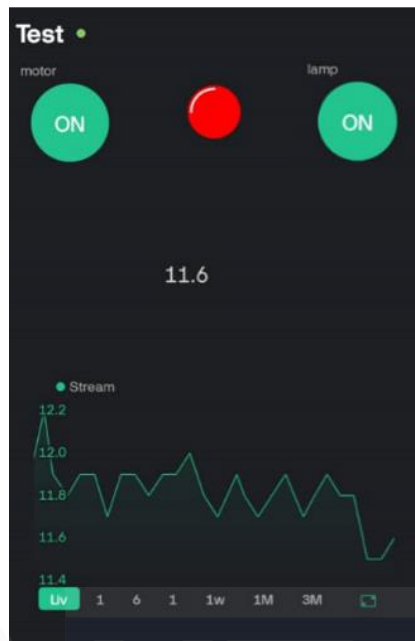 Test
motor
lamp
ON
ON
11.6
Stream
12.2
12.0
11.8
11.6
11.4
Liv 1 6 1 1w 1M 3M